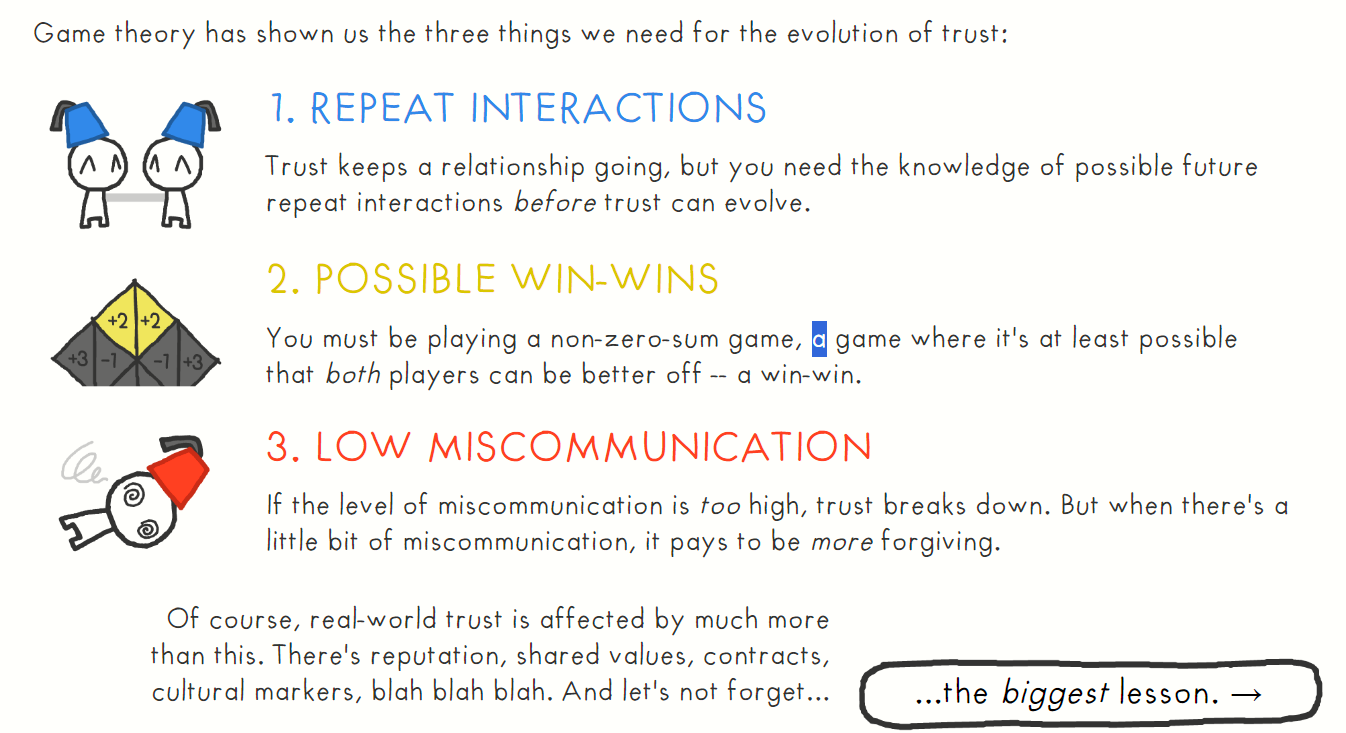 Game theory has shown us the three things we need for the evolution of trust:
1. REPEAT INTERACTIONS
Trust keeps a relationship going, but you need the knowledge of possible future
repeat interactions before trust can evolve.
2. POSSIBLE WIN-WINS
+2 +2
+3 -1 -1 +3
You must be playing a non-zero-sum game, a game where it's at least possible
that both players can be better off -- a win-win.
3. LOW MISCOMMUNICATION
If the level of miscommunication is too high, trust breaks down. But when there's a
little bit of miscommunication, it pays to be more forgiving.
Of course, real-world trust is affected by much more
than this. There's reputation, shared values, contracts,
cultural markers, blah blah blah. And let's not forget...
...the biggest lesson. →